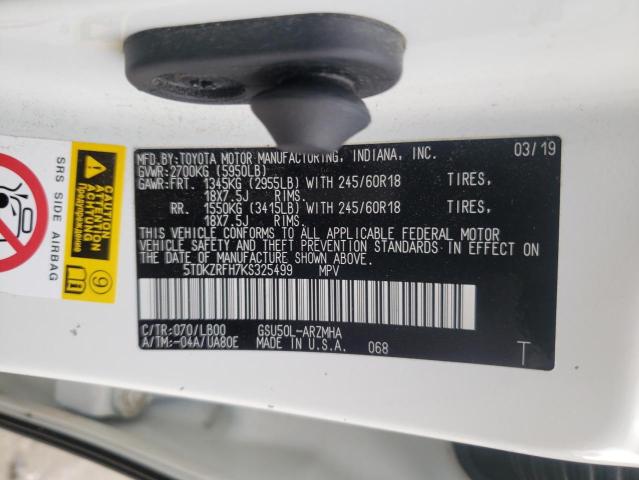 MFD.BY:TOYOTA MOTOR MANUFACTURING, INDIANA, INC. 03/19
GVWR:2700KG (5950LB)
GAWR:FRT. 1345KG (2955LB) WITH 245/60R18 TIRES,
18X7.5J RIMS.
RR. 1550KG (3415LB) WITH 245/60R18 TIRES,
18X7.5J RIMS.
THIS VEHICLE CONFORMS TO ALL APPLICABLE FEDERAL MOTOR
VEHICLE SAFETY AND THEFT PREVENTION STANDARDS IN EFFECT ON
THE DATE OF MANUFACTURE SHOWN ABOVE.
5TDKZRFH7KS325499 MPV
C/TR:070/LB00 GSU50L-ARZMHA
A/TM:-04A/UA80E MADE IN U.S.A. 068 T
SRS SIDE AIRBAG
CAUTION
ATTENTION
ACHTUNG
Предупреждение
9